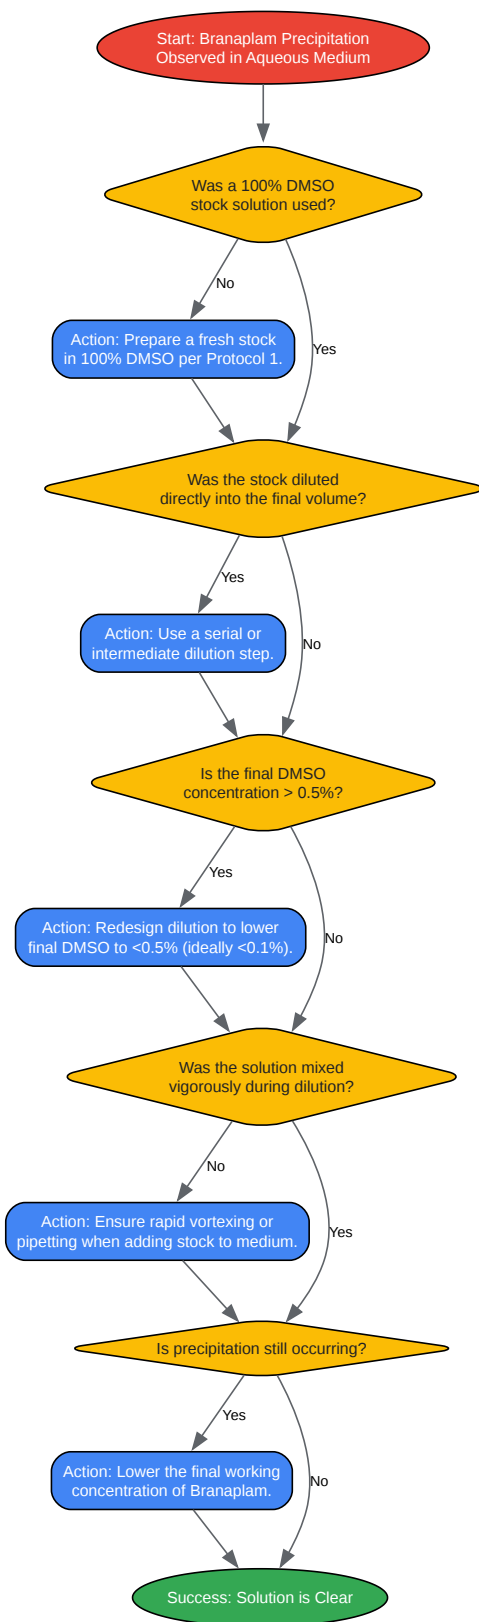 Start: Branaplam Precipitation
Observed in Aqueous Medium
Was a 100% DMSO
stock solution used?
No
Yes
Action: Prepare a fresh stock
in 100% DMSO per Protocol 1.
Was the stock diluted
directly into the final volume?
Yes
No
Action: Use a serial or
intermediate dilution step.
Is the final DMSO
concentration > 0.5%?
Yes
No
Action: Redesign dilution to lower
final DMSO to <0.5% (ideally <0.1%).
Was the solution mixed
vigorously during dilution?
No
Yes
Action: Ensure rapid vortexing or
pipetting when adding stock to medium.
Is precipitation still occurring?
Yes
No
Action: Lower the final working
concentration of Branaplam.
Success: Solution is Clear